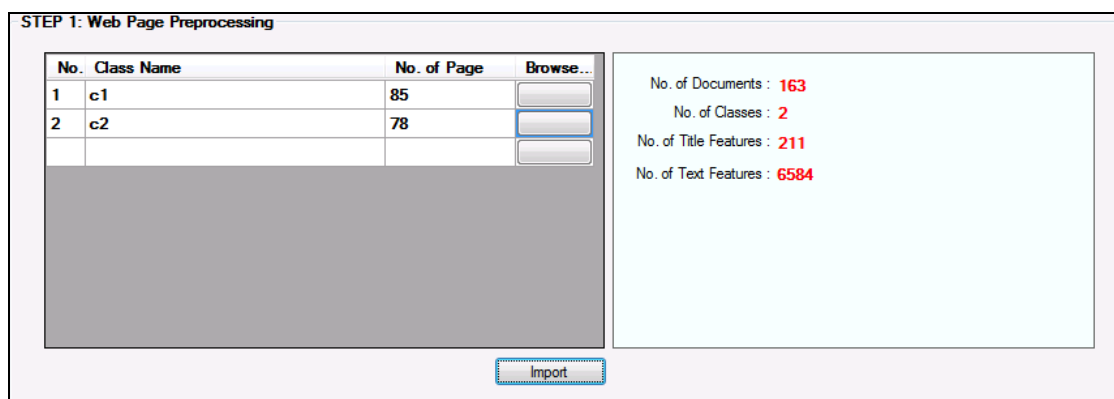 STEP 1: Web Page Preprocessing
No. Class Name No. of Page Browse...
1 c1 85
2 c2 78
No. of Documents : 163
No. of Classes : 2
No. of Title Features : 211
No. of Text Features : 6584
Import